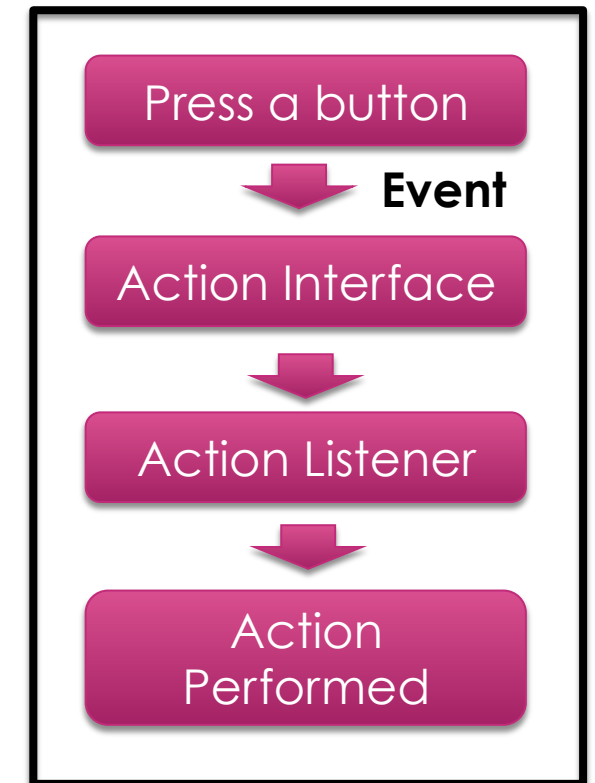 Press a button
Event
Action Interface
Action Listener
Action
Performed